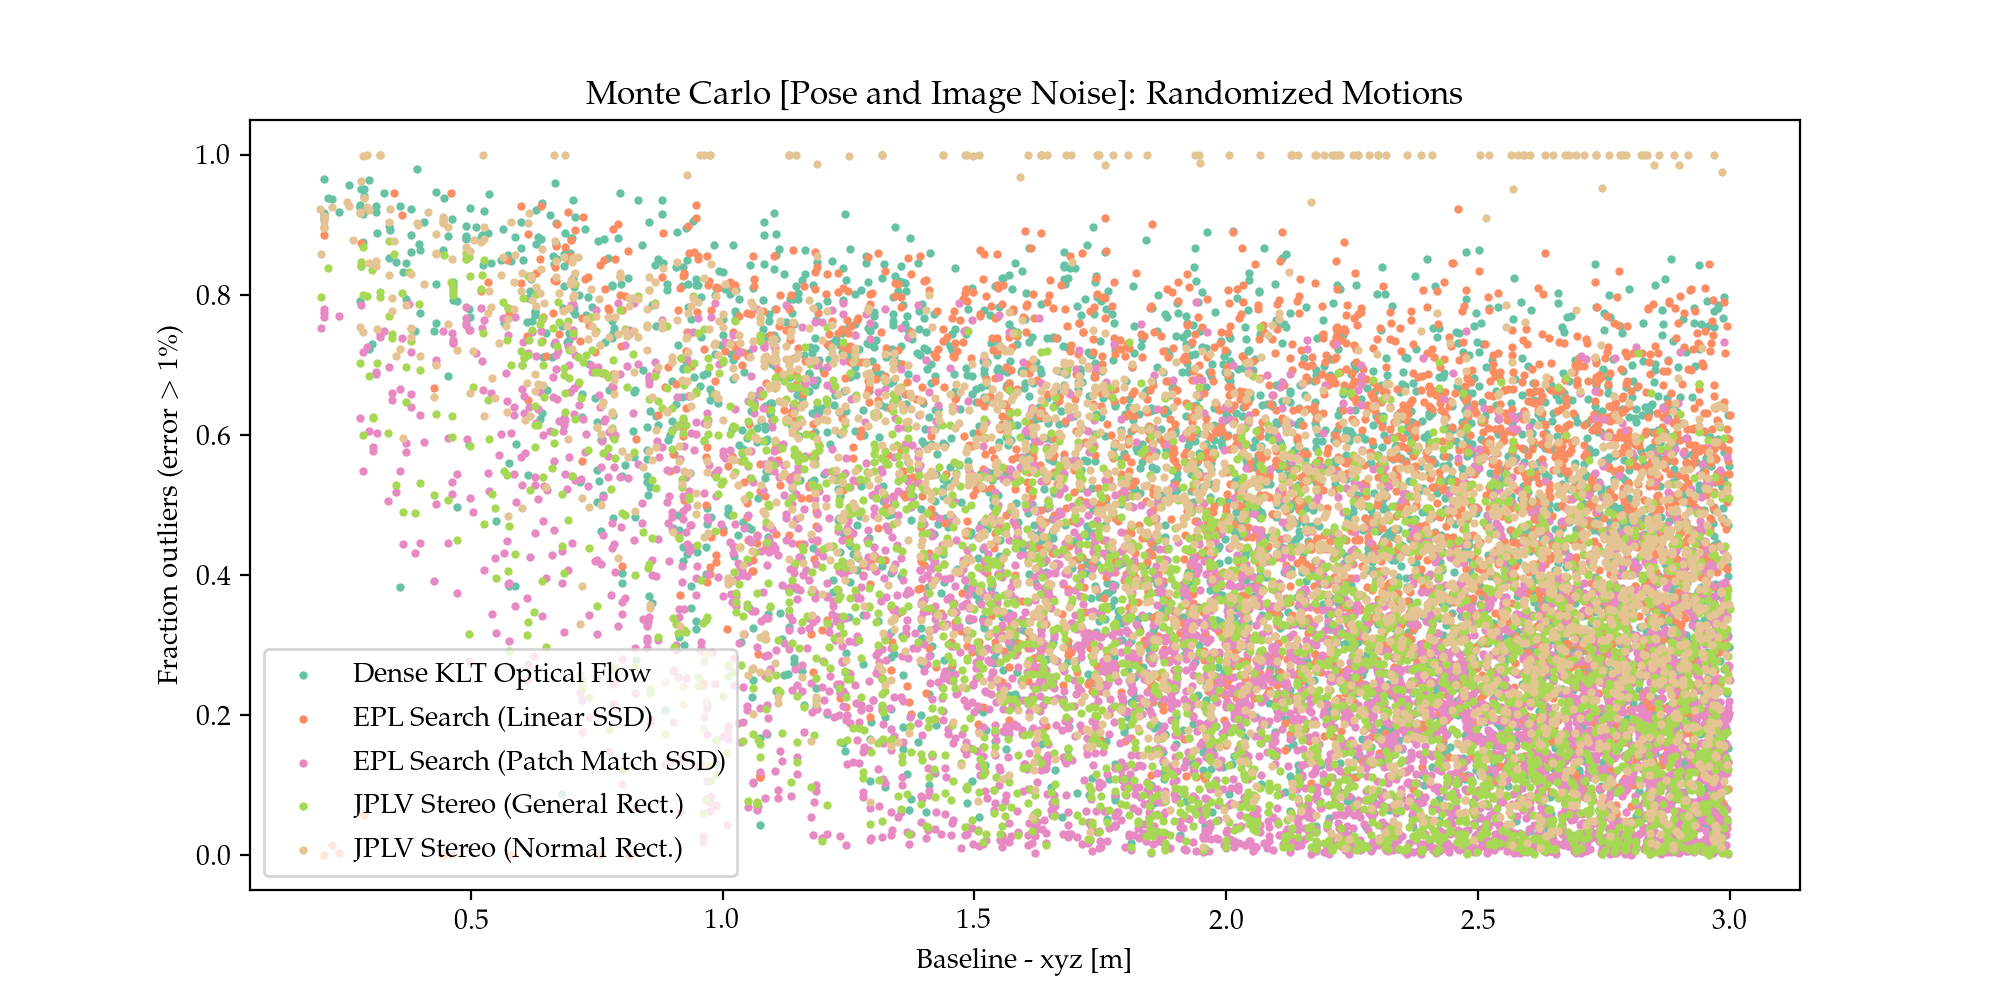 Monte Carlo [Pose and Image Noise]: Randomized Motions
Fraction outliers (error > 1%)
1.0
0.8
0.6
0.4
0.2
0.0
Dense KLT Optical Flow
EPL Search (Linear SSD)
EPL Search (Patch Match SSD)
JPLV Stereo (General Rect.)
JPLV Stereo (Normal Rect.)
0.5 1.0 1.5 2.0 2.5 3.0
Baseline - xyz [m]